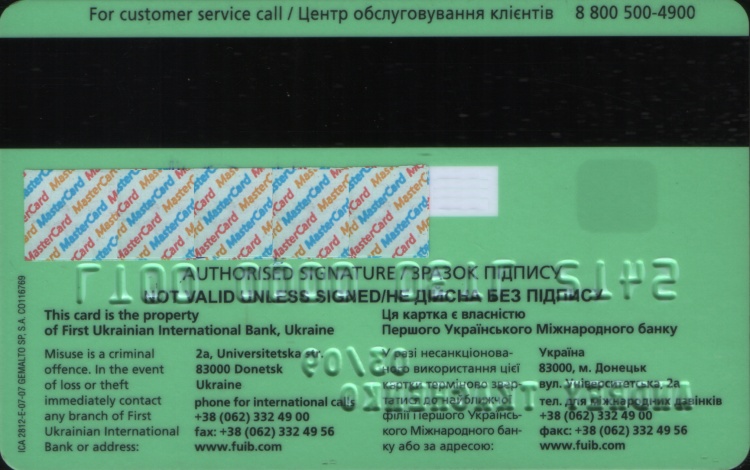 For customer service call / Центр обслуговування клієнтів 8 800 500-4900
AUTHORISED SIGNATURE / ЗРАЗОК ПІДПИСУ
NOT VALID UNLESS SIGNED/НЕ ДІЙСНА БЕЗ ПІДПИСУ
This card is the property
of First Ukrainian International Bank, Ukraine
Misuse is a criminal
offence. In the event
of loss or theft
immediately contact
any branch of First
Ukrainian International
Bank or address:
2a, Universitetska str.
83000 Donetsk
Ukraine
phone for international calls
+38 (062) 332 49 00
fax: +38 (062) 332 49 56
www.fuib.com
Ця картка є власністю
Першого Українського Міжнародного банку
У разі несанкціонова-
ного використання цієї
картки терміново звер-
татися до найближчої
філії Першого Українсь-
кого Міжнародного бан-
ку або за адресою:
Україна
83000, м. Донецьк
вул. Університетська, 2а
тел. для міжнародних дзвінків
+38 (062) 332 49 00
факс: +38 (062) 332 49 56
www.fuib.com
ICA 2812-E-07-07 GEMALTO SP, S.A. C0116769